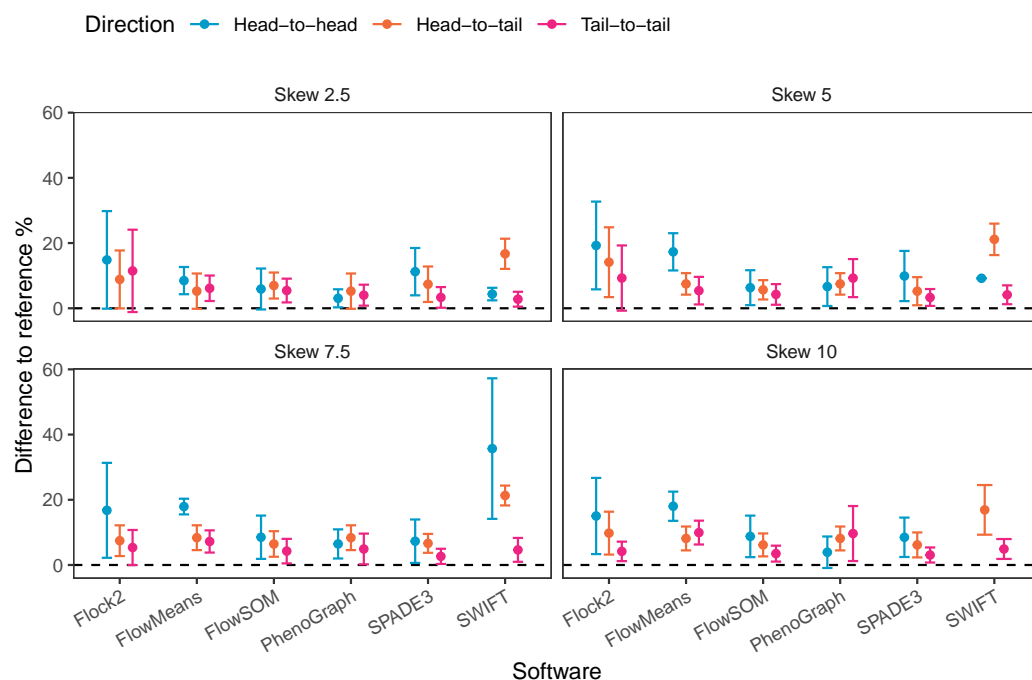 Direction Head-to-head Head-to-tail Tail-to-tail
Skew 2.5 Skew 5
60
40
20
0
Skew 7.5 Skew 10
60
40
20
0
Difference to reference %
Flock2 FlowMeans FlowSOM PhenoGraph SPADE3 SWIFT Flock2 FlowMeans FlowSOM PhenoGraph SPADE3 SWIFT
Software